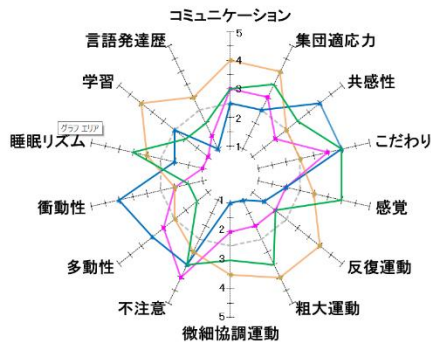 コミュニケーション
集団適応力
共感性
こだわり
感覚
反復運動
粗大運動
微細協調運動
不注意
多動性
衝動性
睡眠リズム
学習
言語発達歴
グラフ エリア
5
4
3
2
1
1
2
3
4
5